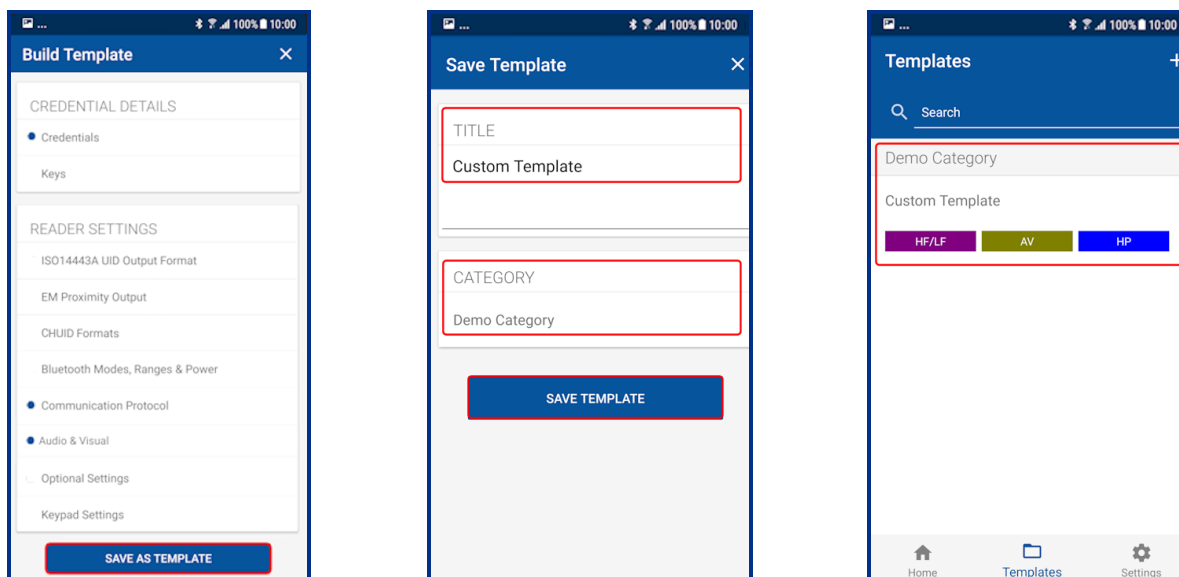 ... 100% 10:00
Build Template
CREDENTIAL DETAILS
Credentials
Keys
READER SETTINGS
ISO14443A UID Output Format
EM Proximity Output
CHUID Formats
Bluetooth Modes, Ranges & Power
Communication Protocol
Audio & Visual
Optional Settings
Keypad Settings
SAVE AS TEMPLATE
... 100% 10:00
Save Template
TITLE
Custom Template
CATEGORY
Demo Category
SAVE TEMPLATE
... 100% 10:00
Templates
Search
Demo Category
Custom Template
HF/LF AV HP
Home Templates Settings